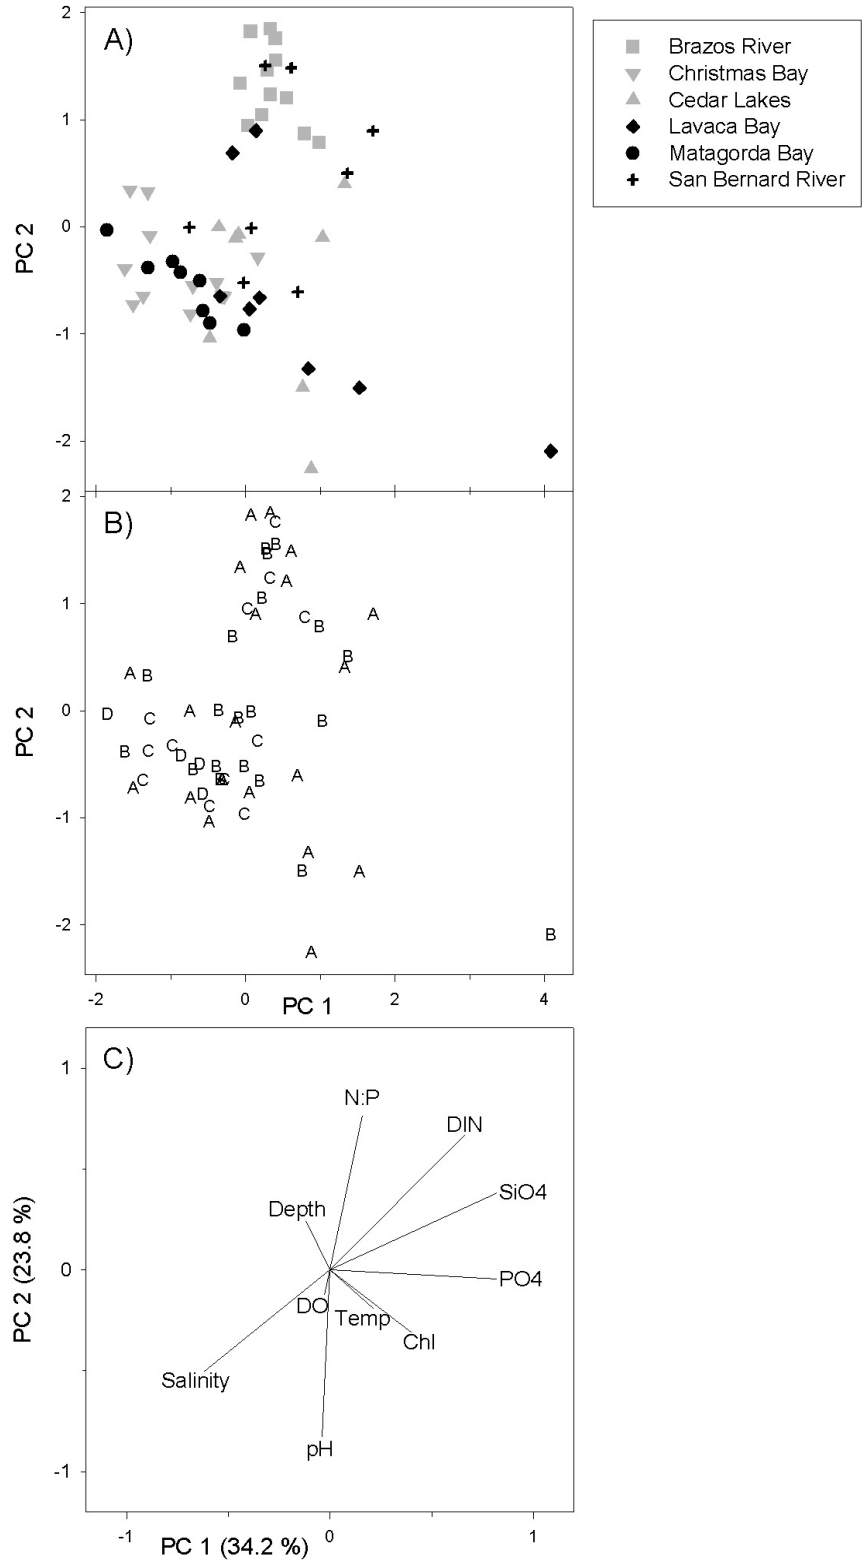 A)
Brazos River
Christmas Bay
Cedar Lakes
Lavaca Bay
Matagorda Bay
San Bernard River
2
1
0
-1
-2
PC 2
B)
2
1
0
-1
-2
PC 2
A A C
B B B A
A C A
B
C A C B A
B B A
A B
D C A B B A B B
B C C D C
B D B B A
A C B C B A
A D C A C
A
A B A
B
A
-2 0 2 4
PC 1
C)
1
0
-1
PC 2 (23.8 %)
N:P
DIN
SiO4
Depth
PO4
DO
Temp
Chl
Salinity
pH
-1 0 1
PC 1 (34.2 %)